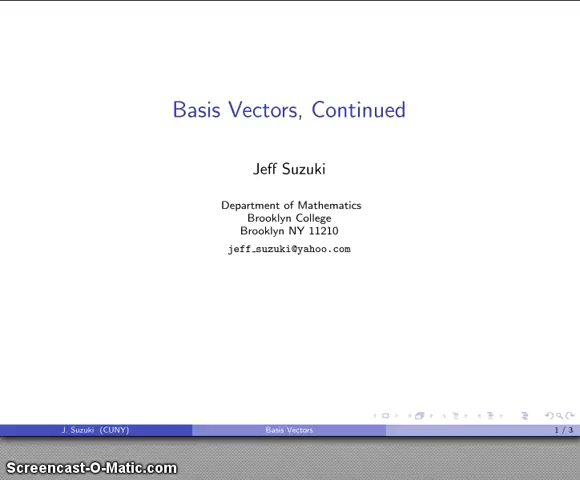 Basis Vectors, Continued
Jeff Suzuki
Department of Mathematics
Brooklyn College
Brooklyn NY 11210
jeff_suzuki@yahoo.com
J. Suzuki (CUNY) Basis Vectors 1 / 3
Screencast-O-Matic.com